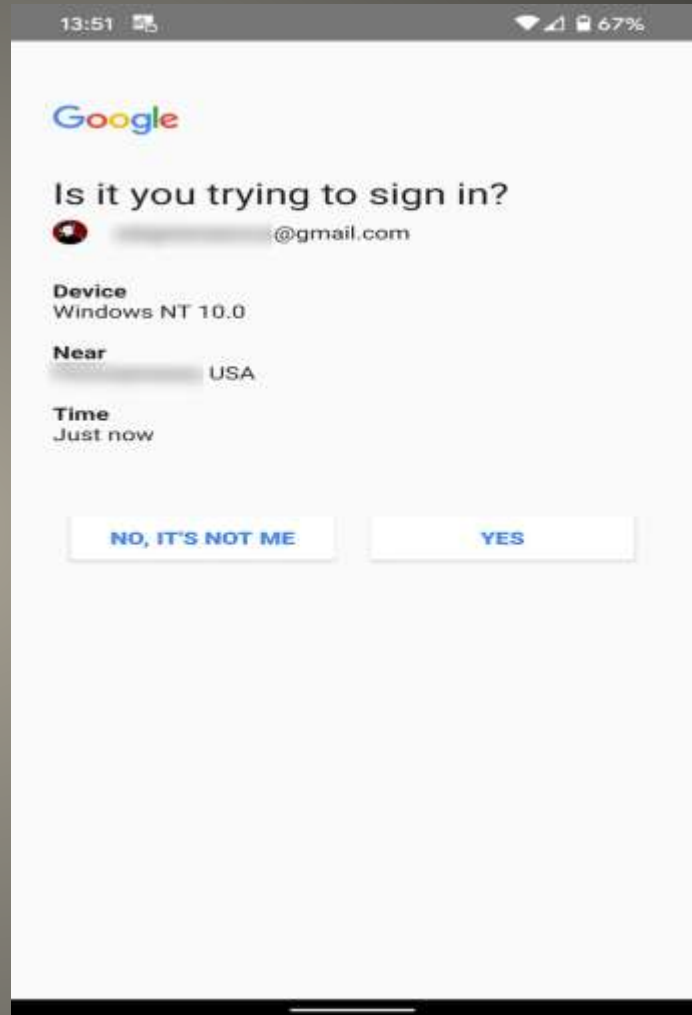 13:51 67%
Google
Is it you trying to sign in?
@gmail.com
Device
Windows NT 10.0
Near
USA
Time
Just now
NO, IT'S NOT ME YES